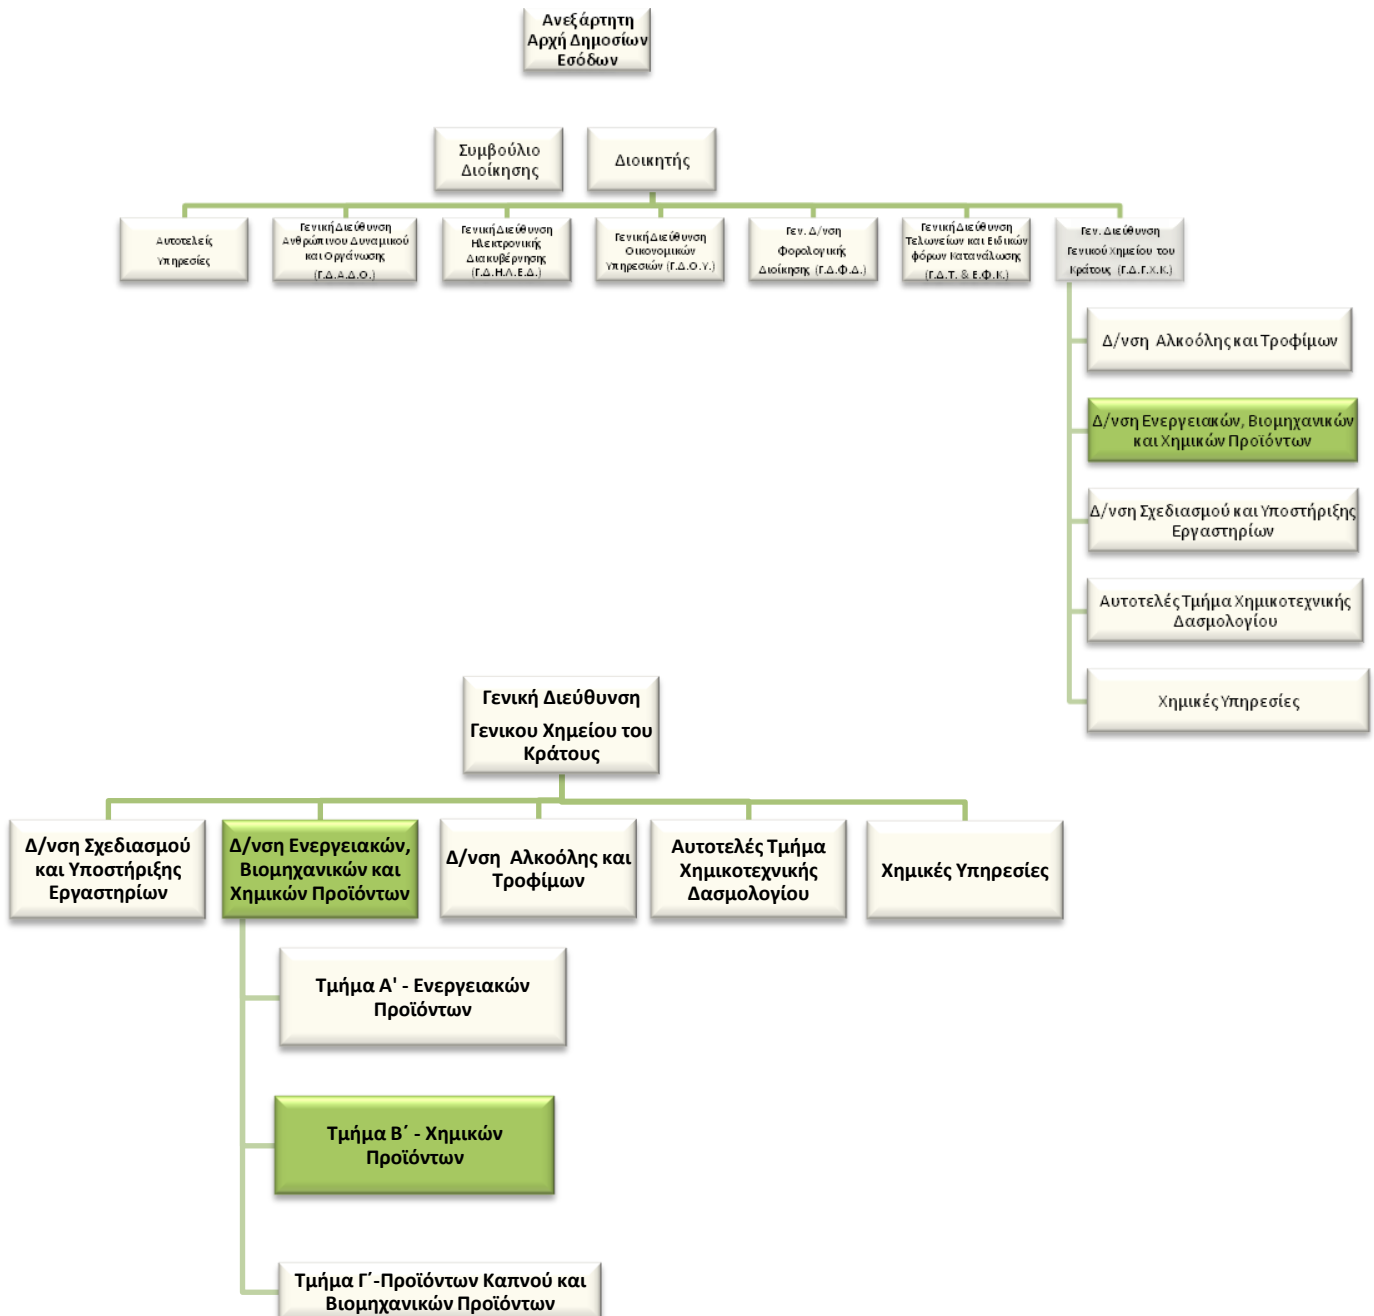 Ανεξάρτητη
Αρχή Δημοσίων
Εσόδων
Συμβούλιο
Διοίκησης
Διοικητής
Αυτοτελείς
Υπηρεσίες
Γενική Διεύθυνση
Ανθρώπινου Δυναμικού
και Οργάνωσης
(Γ.Δ.Α.Δ.Ο.)
Γενική Διεύθυνση
Ηλεκτρονικής
Διακυβέρνησης
(Γ.Δ.Η.Λ.Ε.Δ.)
Γενική Διεύθυνση
Οικονομικών
Υπηρεσιών (Γ.Δ.Ο.Υ.)
Γεν. Δ/νση
Φορολογικής
Διοίκησης (Γ.Δ.Φ.Δ.)
Γενική Διεύθυνση
Τελωνείων και Ειδικών
φόρων Κατανάλωσης
(Γ.Δ.Τ. & Ε.Φ.Κ.)
Γεν. Διεύθυνση
Γενικού Χημείου του
Κράτους (Γ.Δ.Γ.Χ.Κ.)
Δ/νση Αλκοόλης και Τροφίμων
Δ/νση Ενεργειακών, Βιομηχανικών
και Χημικών Προϊόντων
Δ/νση Σχεδιασμού και Υποστήριξης
Εργαστηρίων
Αυτοτελές Τμήμα Χημικοτεχνικής
Δασμολογίου
Χημικές Υπηρεσίες
Γενική Διεύθυνση
Γενικου Χημείου του
Κράτους
Δ/νση Σχεδιασμού
και Υποστήριξης
Εργαστηρίων
Δ/νση Ενεργειακών,
Βιομηχανικών και
Χημικών Προϊόντων
Δ/νση Αλκοόλης και
Τροφίμων
Αυτοτελές Τμήμα
Χημικοτεχνικής
Δασμολογίου
Χημικές Υπηρεσίες
Τμήμα Α' - Ενεργειακών
Προϊόντων
Τμήμα Β΄ - Χημικών
Προϊόντων
Τμήμα Γ΄-Προϊόντων Καπνού και
Βιομηχανικών Προϊόντων